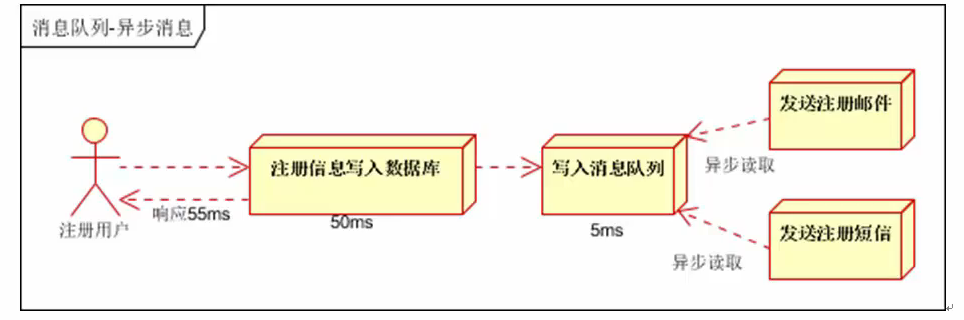 消息队列-异步消息
发送注册邮件
注册信息写入数据库
写入消息队列
异步读取
响应55ms
注册用户
50ms
5ms
发送注册短信
异步读取